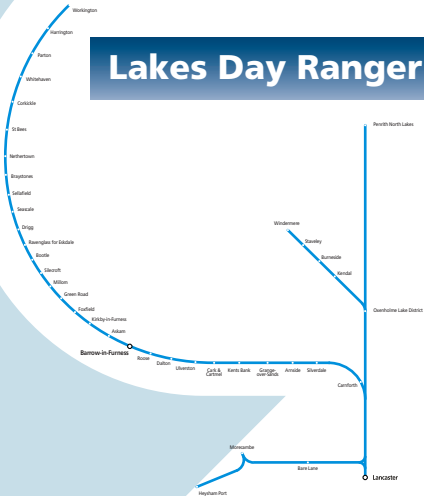 Workington
Harrington
Lakes Day Ranger
Parton
Whitehaven
Corkickle
St Bees
Penrith North Lakes
Nethertown
Braystones
Sellafield
Seascale
Drigg
Ravenglass for Eskdale
Bootle
Silecroft
Millom
Green Road
Foxfield
Kirkby-in-Furness
Askam
Barrow-in-Furness
Windermere
Staveley
Burneside
Kendal
Oxenholme Lake District
Roose
Dalton
Ulverston
Cark &
Cartmel
Kents Bank
Grange-
over-Sands
Arnside
Silverdale
Carnforth
Morecambe
Bare Lane
Lancaster
Heysham Port